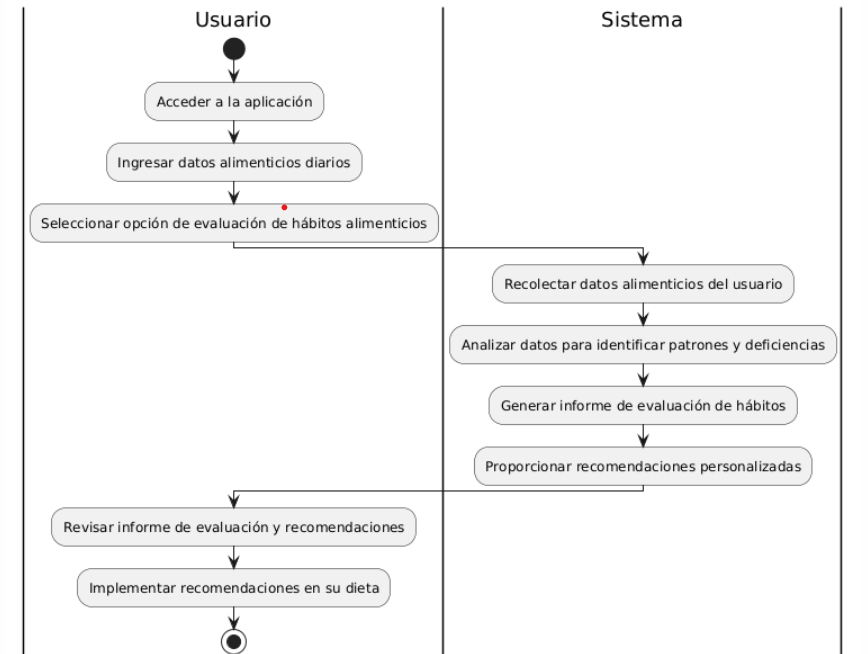 Usuario
Sistema
Acceder a la aplicación
Ingresar datos alimenticios diarios
Seleccionar opción de evaluación de hábitos alimenticios
Recolectar datos alimenticios del usuario
Analizar datos para identificar patrones y deficiencias
Generar informe de evaluación de hábitos
Proporcionar recomendaciones personalizadas
Revisar informe de evaluación y recomendaciones
Implementar recomendaciones en su dieta